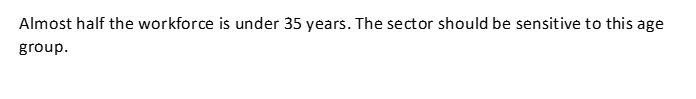 Almost half the workforce is under 35 years. The sector should be sensitive to this age
group.